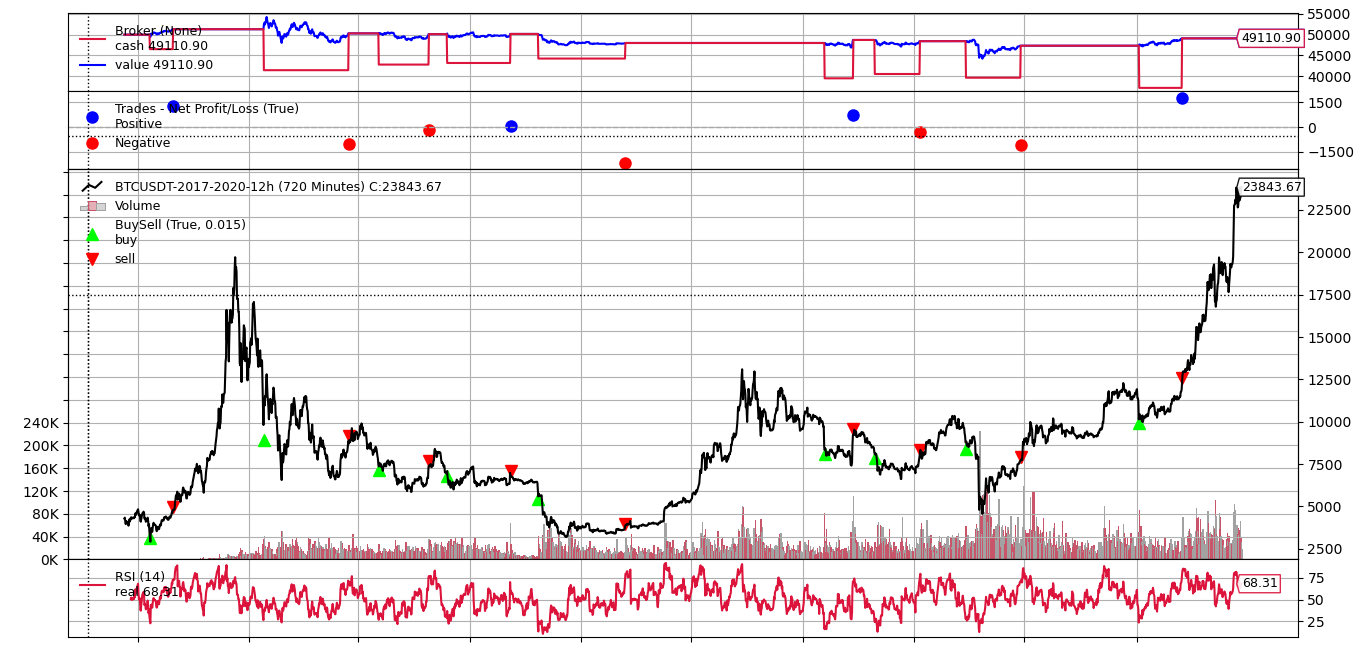 Broker (None)
cash 49110.90
value 49110.90
55000
50000
45000
40000
49110.90
Trades - Net Profit/Loss (True)
Positive
Negative
1500
0
−1500
BTCUSDT-2017-2020-12h (720 Minutes) C:23843.67
Volume
BuySell (True, 0.015)
buy
sell
23843.67
22500
20000
17500
15000
12500
10000
7500
5000
2500
240K
200K
160K
120K
80K
40K
0K
RSI (14)
real 68.31
75
50
25
68.31